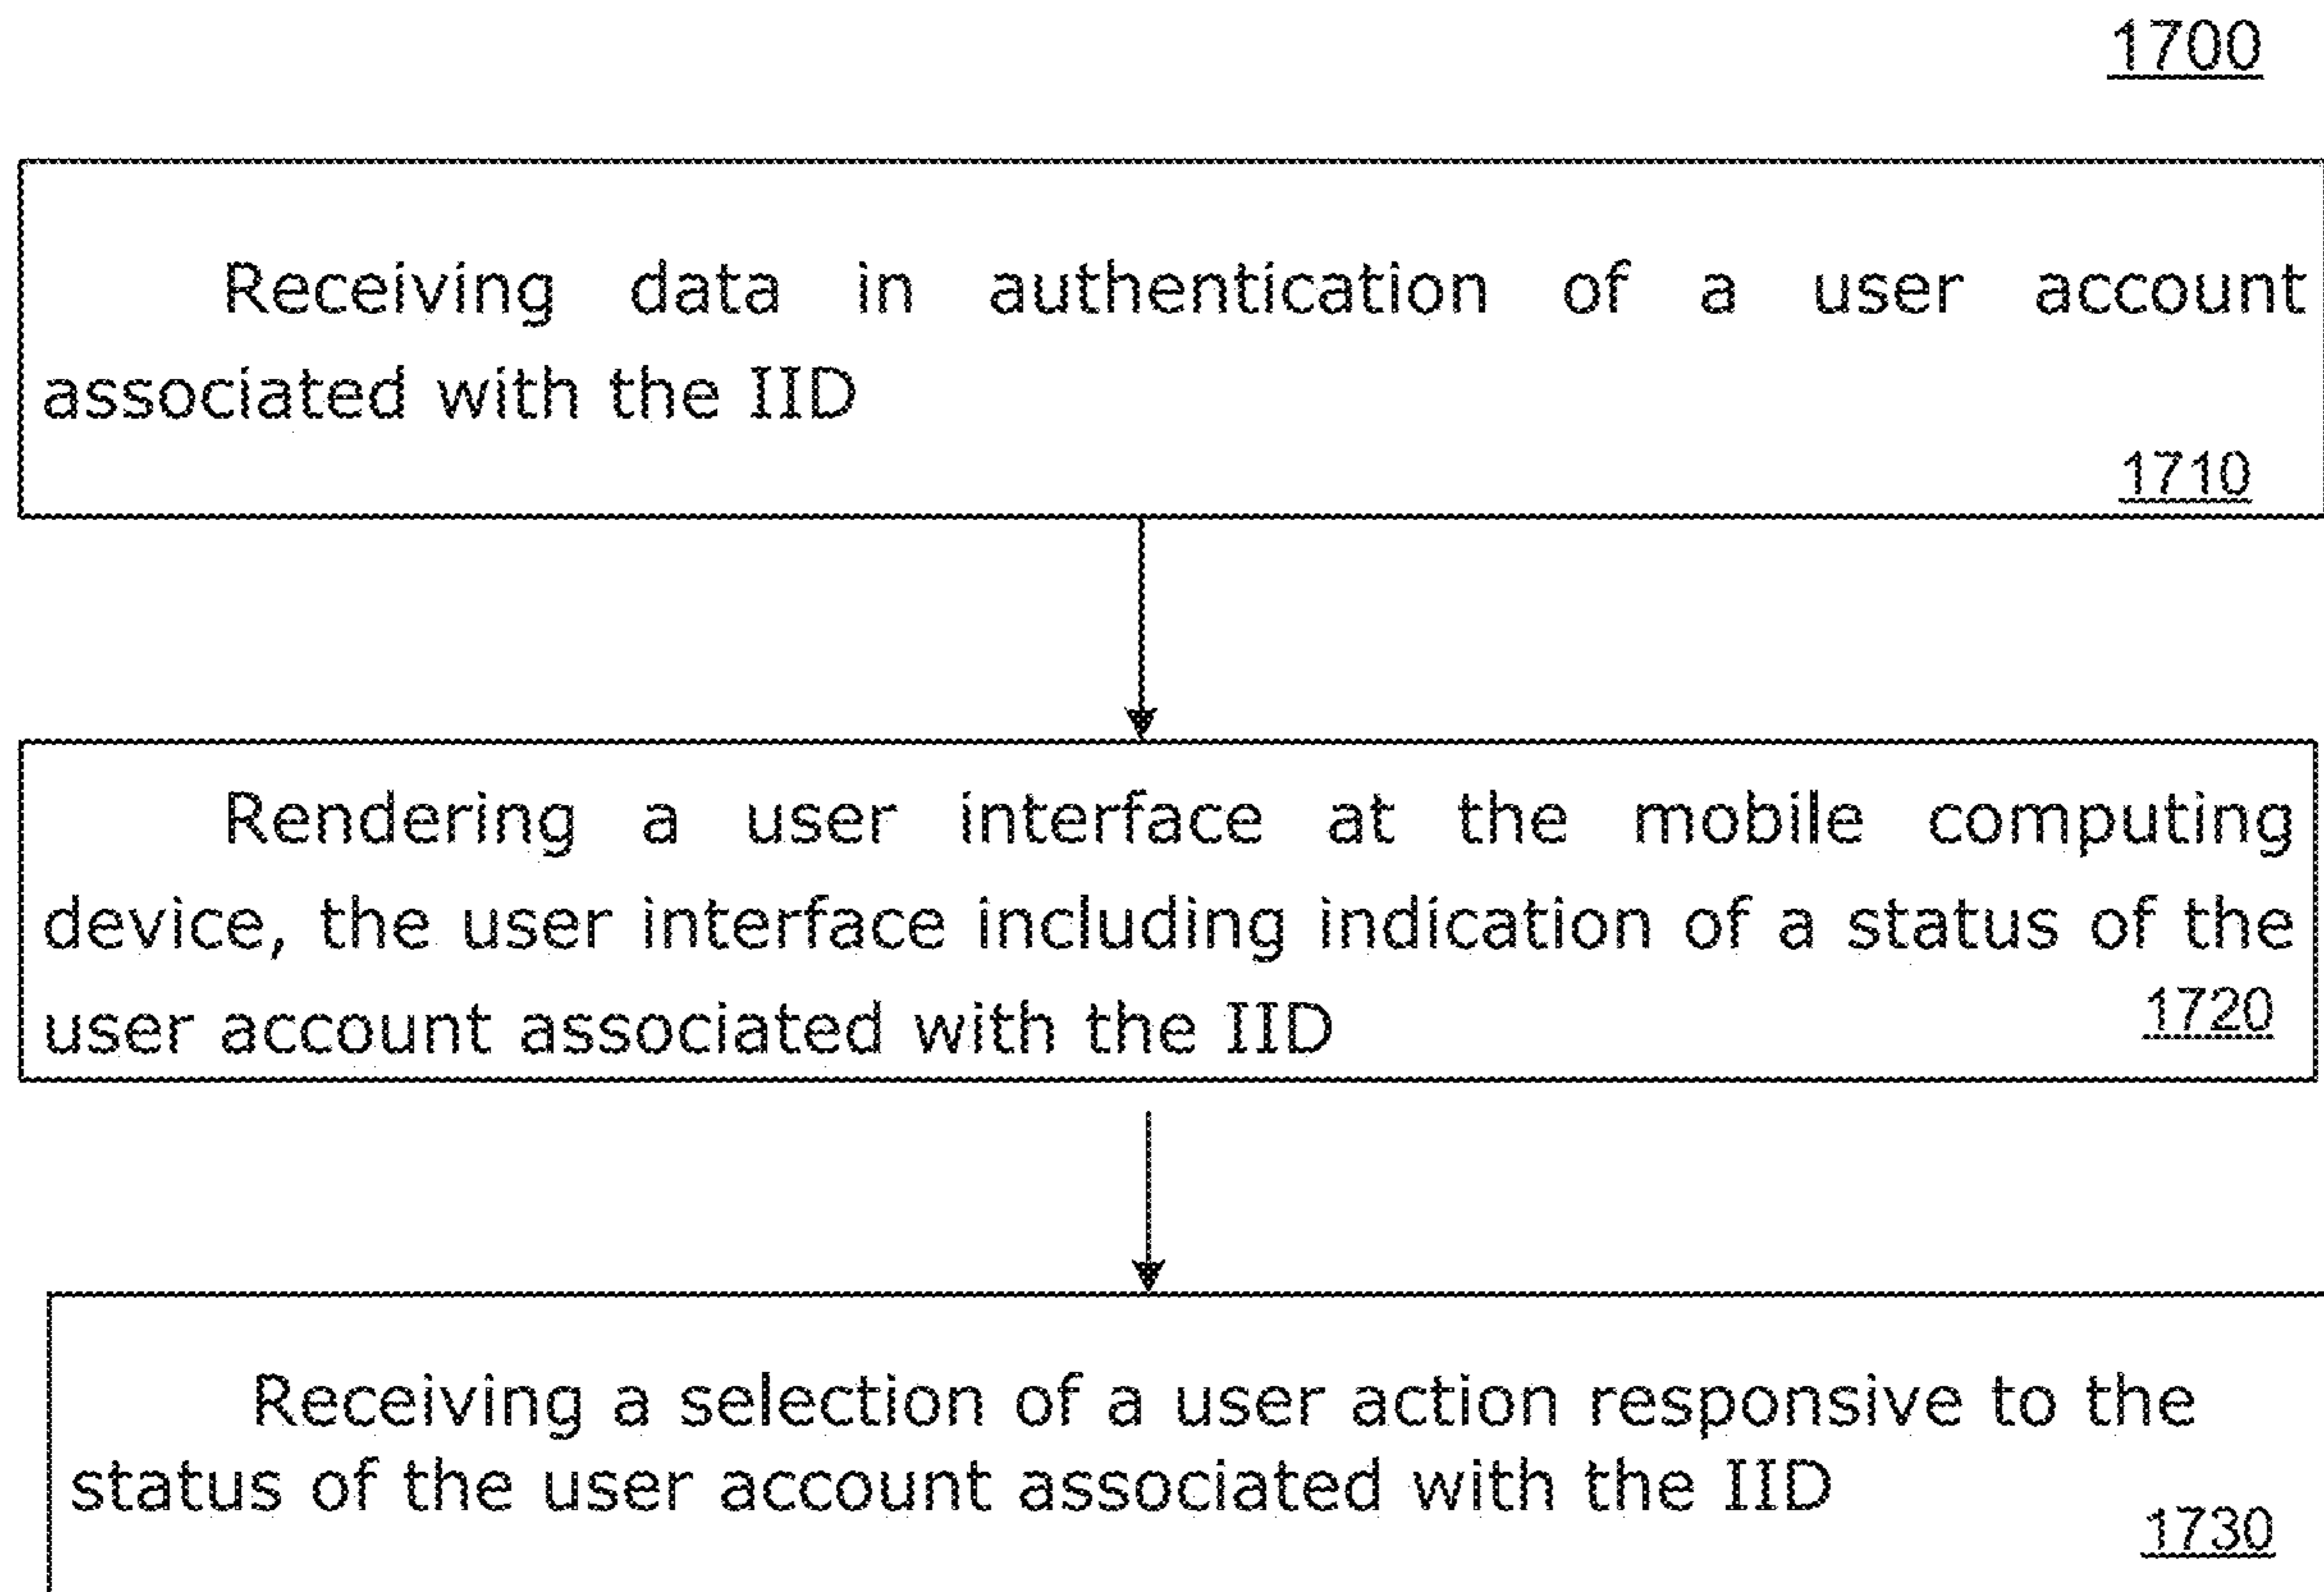 1700
Receiving data in authentication of a user account
associated with the IID
1710
Rendering a user interface at the mobile computing
device, the user interface including indication of a status of the
user account associated with the IID
1720
Receiving a selection of a user action responsive to the
status of the user account associated with the IID
1730